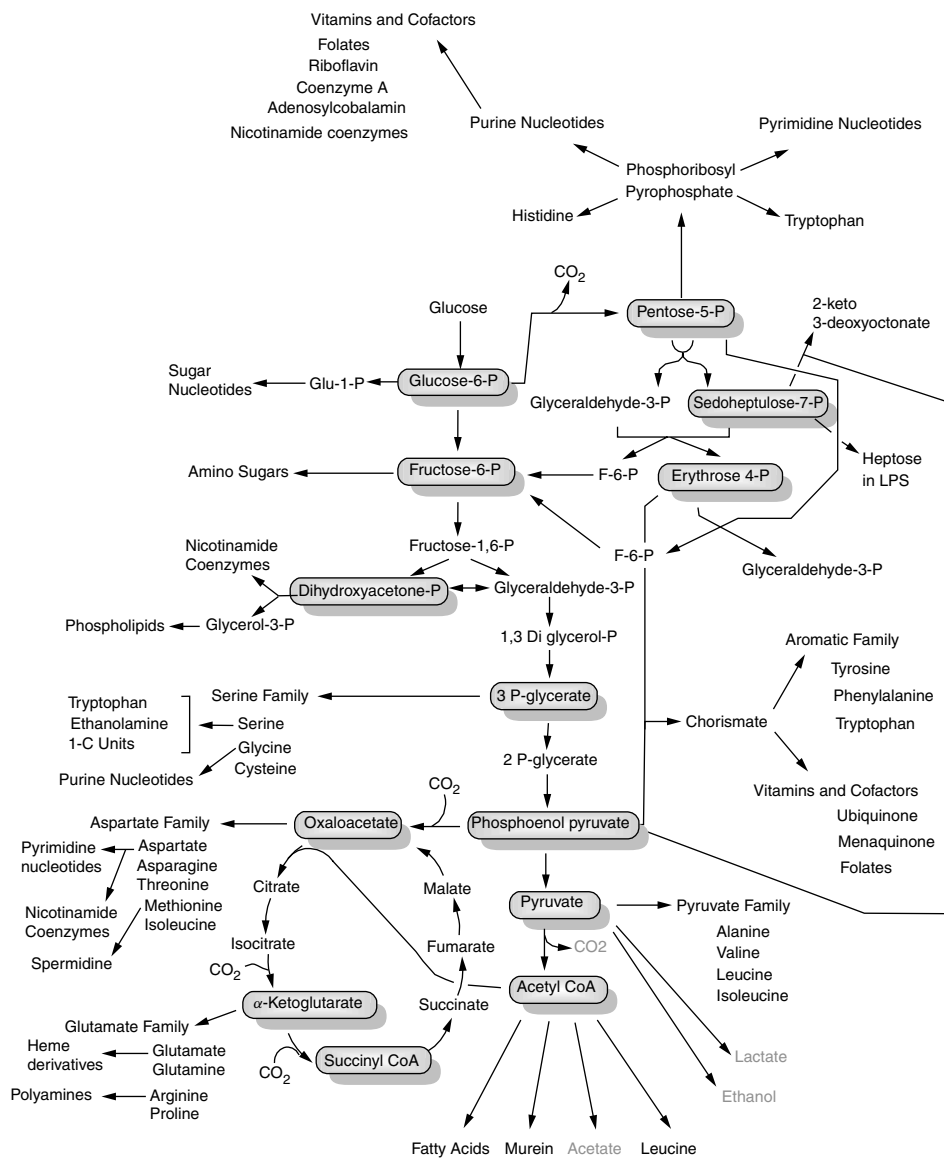 Vitamins and Cofactors
Folates
Riboflavin
Coenzyme A
Adenosylcobalamin
Nicotinamide coenzymes
Purine Nucleotides
Pyrimidine Nucleotides
Phosphoribosyl
Pyrophosphate
Histidine
Tryptophan
CO2
Glucose
Pentose-5-P
2-keto
3-deoxyoctonate
Sugar
Nucleotides
Glu-1-P
Glucose-6-P
Glyceraldehyde-3-P
Sedoheptulose-7-P
Amino Sugars
Fructose-6-P
F-6-P
Erythrose 4-P
Heptose
in LPS
Fructose-1,6-P
F-6-P
Glyceraldehyde-3-P
Nicotinamide
Coenzymes
Dihydroxyacetone-P
Glyceraldehyde-3-P
Phospholipids
Glycerol-3-P
1,3 Di glycerol-P
Aromatic Family
Tyrosine
Phenylalanine
Tryptophan
Serine Family
3 P-glycerate
Tryptophan
Ethanolamine
1-C Units
Serine
Glycine
Cysteine
Purine Nucleotides
Chorismate
2 P-glycerate
Vitamins and Cofactors
Ubiquinone
Menaquinone
Folates
CO2
Aspartate Family
Oxaloacetate
Phosphoenol pyruvate
Pyrimidine
nucleotides
Aspartate
Asparagine
Threonine
Methionine
Isoleucine
Nicotinamide
Coenzymes
Spermidine
Citrate
Malate
Pyruvate
Pyruvate Family
Alanine
Valine
Leucine
Isoleucine
Isocitrate
Fumarate
CO2
CO2
Acetyl CoA
α-Ketoglutarate
Succinate
Glutamate Family
Heme
derivatives
Glutamate
Glutamine
CO2
Succinyl CoA
Lactate
Ethanol
Polyamines
Arginine
Proline
Fatty Acids
Murein
Acetate
Leucine